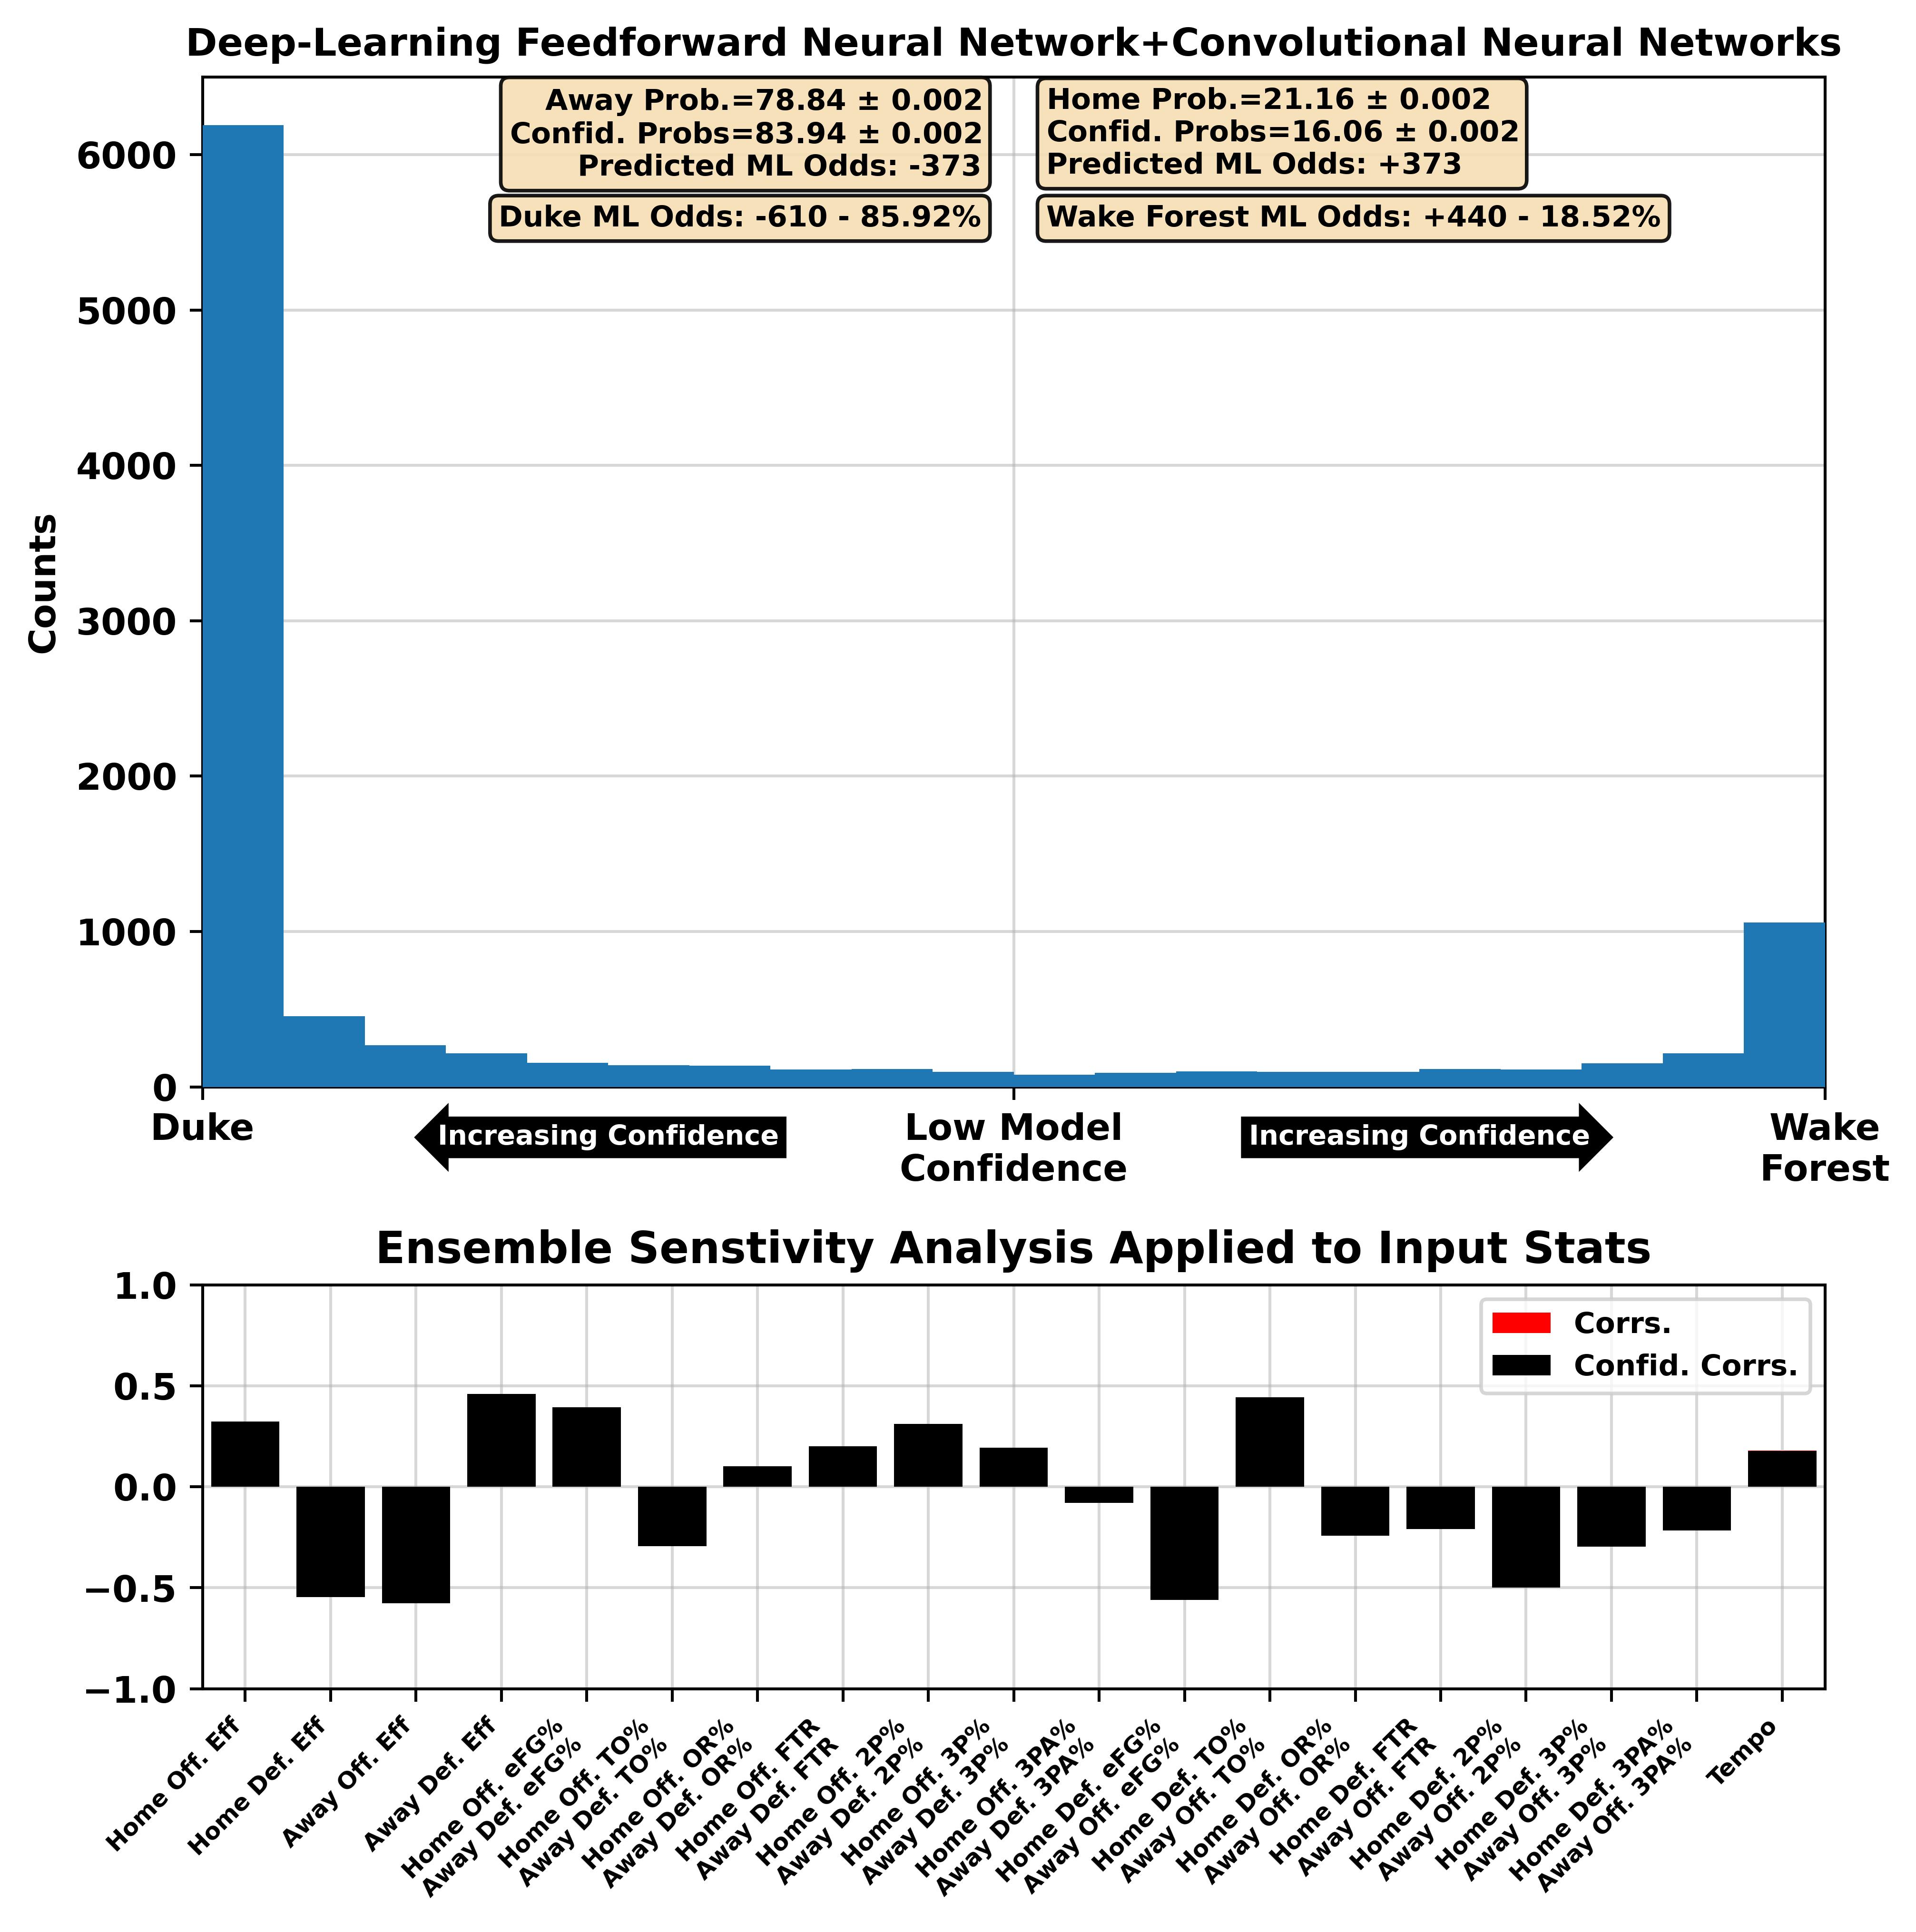 Deep-Learning Feedforward Neural Network+Convolutional Neural Networks
Away Prob.=78.84 ± 0.002
Confid. Probs=83.94 ± 0.002
Predicted ML Odds: -373
Duke ML Odds: -610 - 85.92%
Home Prob.=21.16 ± 0.002
Confid. Probs=16.06 ± 0.002
Predicted ML Odds: +373
Wake Forest ML Odds: +440 - 18.52%
Counts
6000
5000
4000
3000
2000
1000
0
Duke
Increasing Confidence
Low Model
Confidence
Increasing Confidence
Wake
Forest
Ensemble Senstivity Analysis Applied to Input Stats
1.0
0.5
0.0
−0.5
−1.0
Corrs.
Confid. Corrs.
Home Off. Eff
Home Def. Eff
Away Off. Eff
Away Def. Eff
Home Off. eFG%
Away Def. eFG%
Home Off. TO%
Away Def. TO%
Home Off. OR%
Away Def. OR%
Home Off. FTR
Away Def. FTR
Home Off. 2P%
Away Def. 2P%
Home Off. 3P%
Away Def. 3P%
Home Off. 3PA%
Away Def. 3PA%
Home Def. eFG%
Away Off. eFG%
Home Def. TO%
Away Off. TO%
Home Def. OR%
Away Off. OR%
Home Def. FTR
Away Off. FTR
Home Def. 2P%
Away Off. 2P%
Home Def. 3P%
Away Off. 3P%
Home Def. 3PA%
Away Off. 3PA%
Tempo